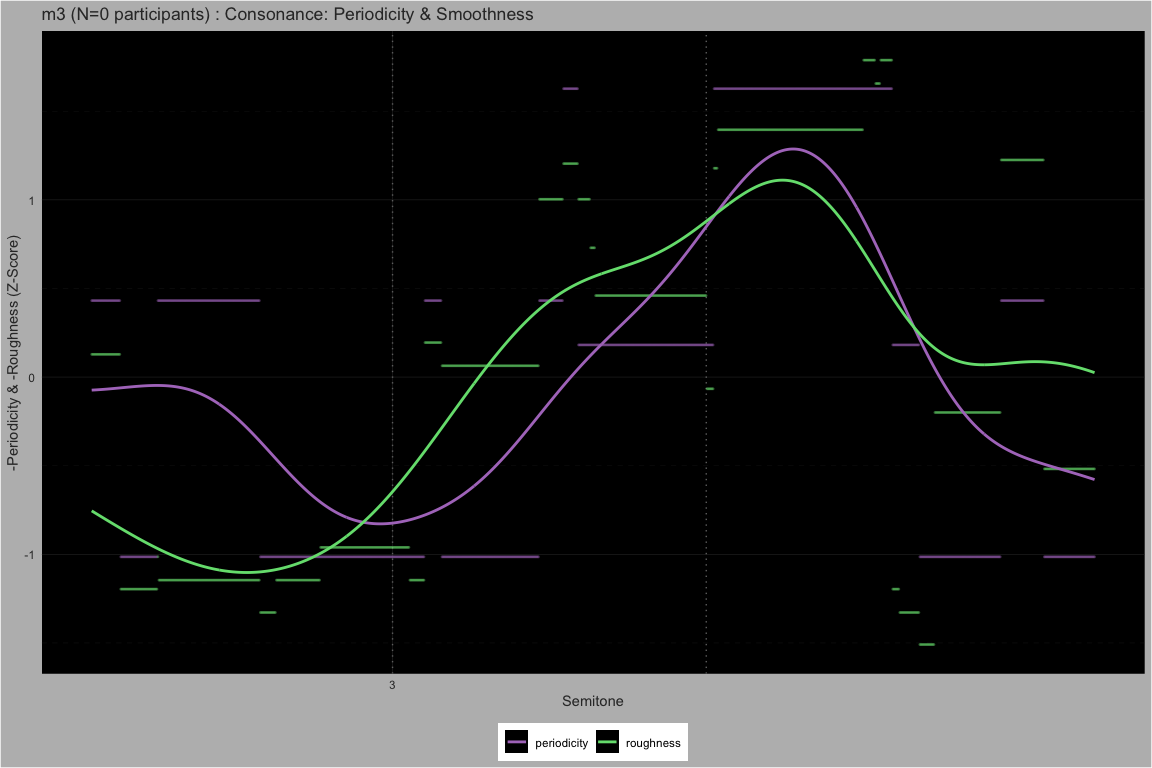 m3 (N=0 participants) : Consonance: Periodicity & Smoothness
-Periodicity & -Roughness (Z-Score)
1
0
-1
3
Semitone
periodicity
roughness